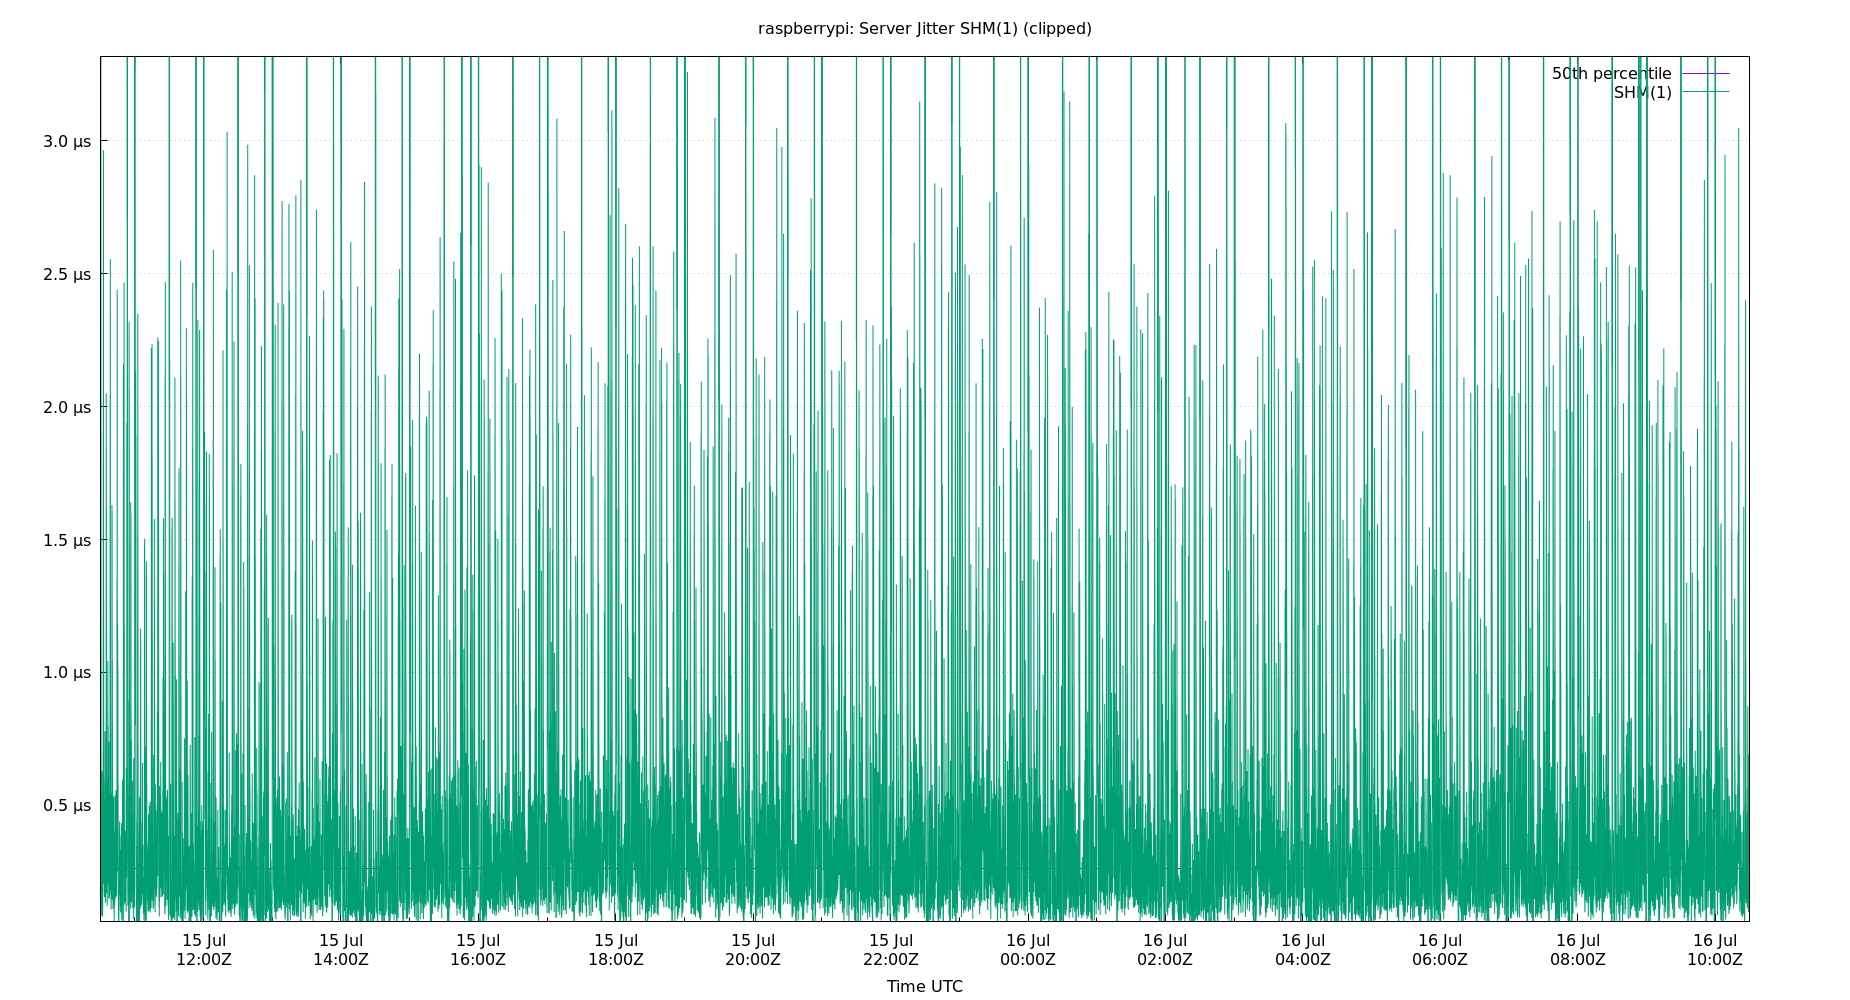 raspberrypi: Server Jitter SHM(1) (clipped)
50th percentile
SHM(1)
3.0 μs
2.5 μs
2.0 μs
1.5 μs
1.0 μs
0.5 μs
15 Jul 15 Jul 15 Jul 15 Jul 15 Jul 15 Jul 16 Jul 16 Jul 16 Jul 16 Jul 16 Jul 16 Jul
12:00Z 14:00Z 16:00Z 18:00Z 20:00Z 22:00Z 00:00Z 02:00Z 04:00Z 06:00Z 08:00Z 10:00Z
Time UTC